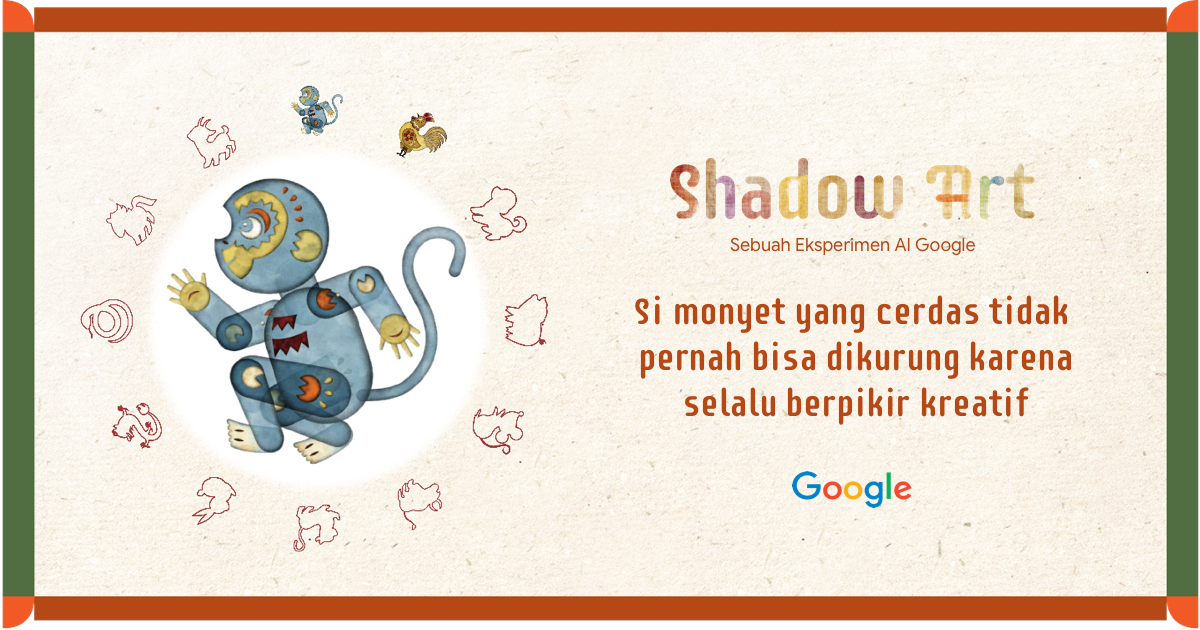 Shadow Art
Sebuah Eksperimen AI Google
Si monyet yang cerdas tidak
pernah bisa dikurung karena
selalu berpikir kreatif
Google